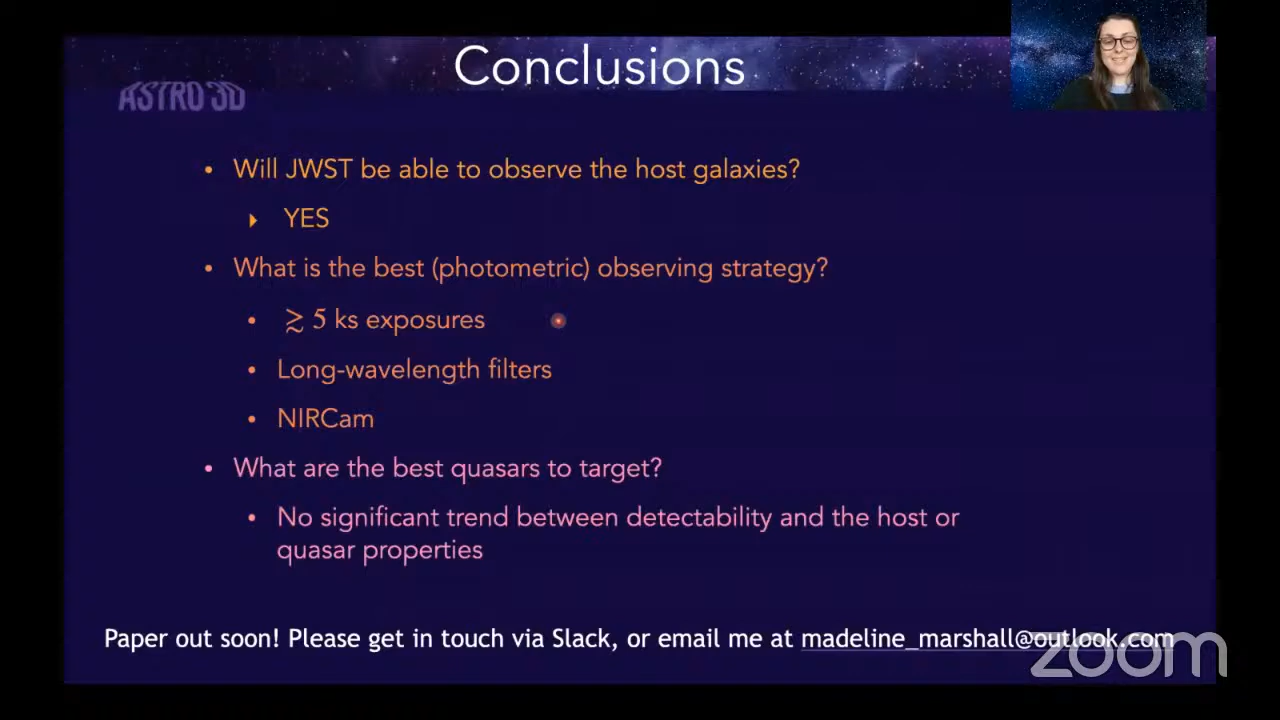 Conclusions
ASTRO 3D
• Will JWST be able to observe the host galaxies?
‣ YES
• What is the best (photometric) observing strategy?
• ≳ 5 ks exposures
• Long-wavelength filters
• NIRCam
• What are the best quasars to target?
• No significant trend between detectability and the host or
quasar properties
Paper out soon! Please get in touch via Slack, or email me at madeline_marshall@outlook.com
zoom